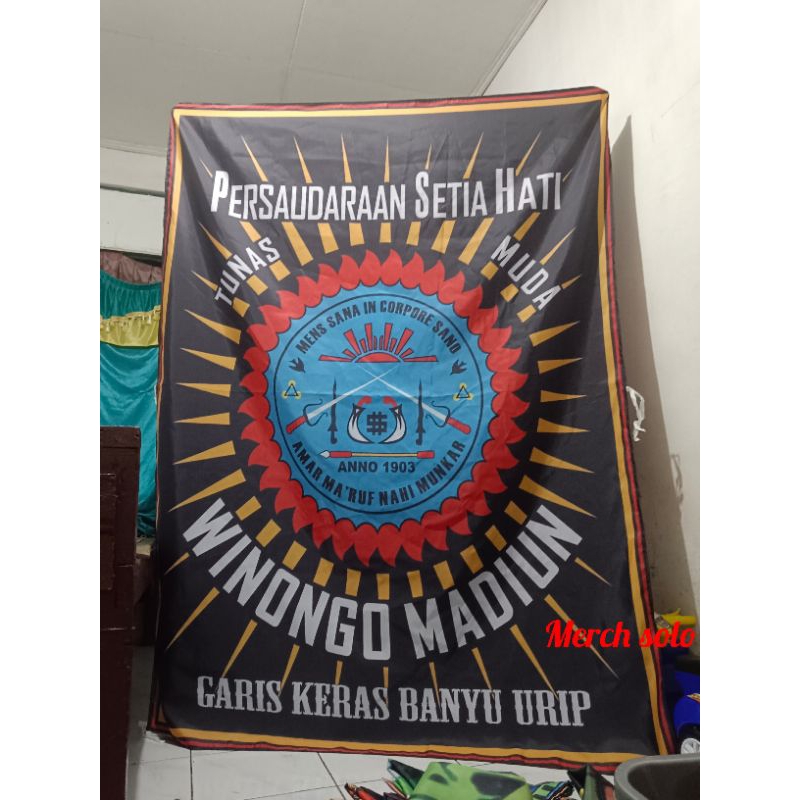 PERSAUDARAAN SETIA HATI
TUNAS MUDA
MENS SANA IN CORPORE SANO
ANNO 1903
AMAR MA'RUF NAHI MUNKAR
WINONGO MADIUN
Merch solo
GARIS KERAS BANYU URIP